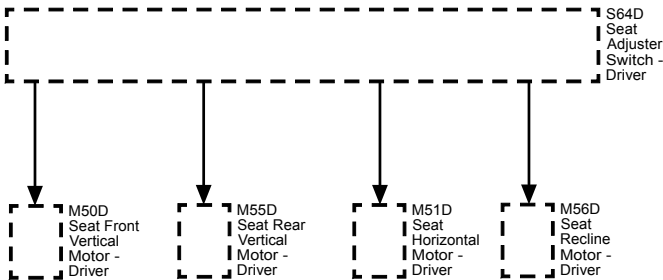 S64D
Seat
Adjuster
Switch -
Driver
M50D
Seat Front
Vertical
Motor -
Driver
M55D
Seat Rear
Vertical
Motor -
Driver
M51D
Seat
Horizontal
Motor -
Driver
M56D
Seat
Recline
Motor -
Driver